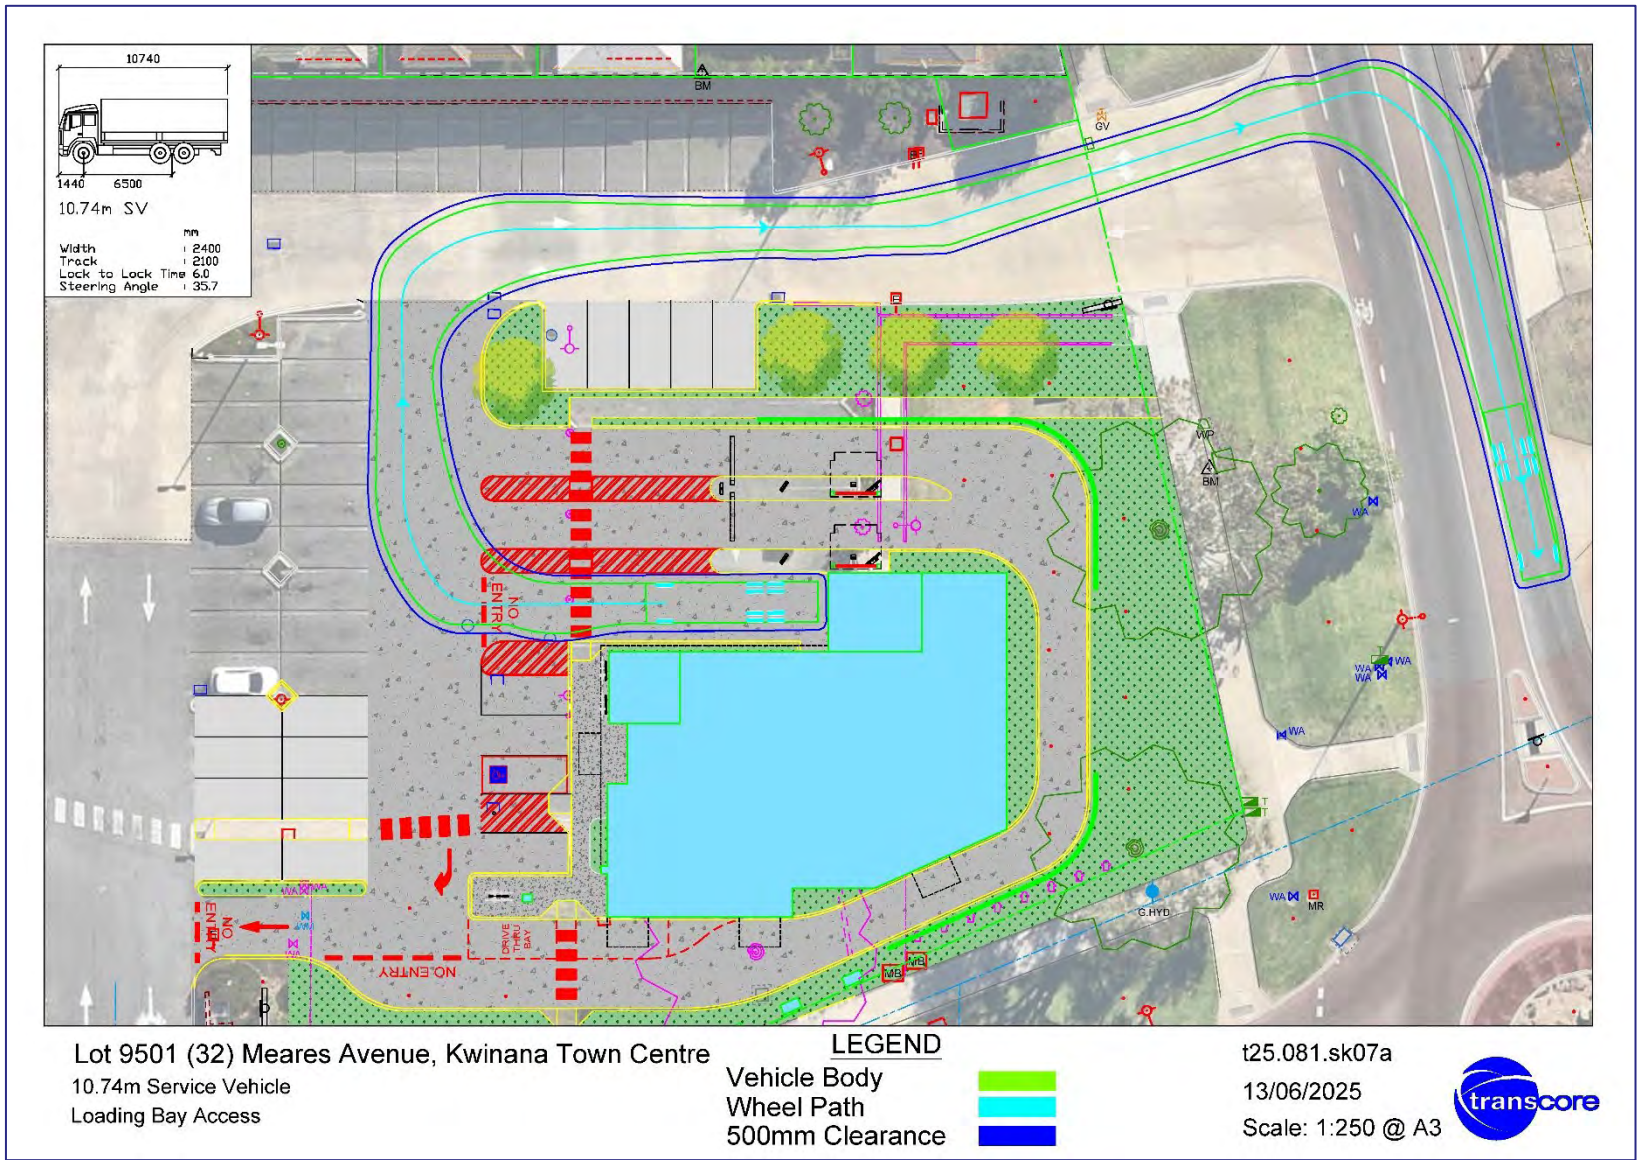 10740
1440 6500
10.74m SV
mm
Width : 2400
Track : 2100
Lock to Lock Time : 6.0
Steering Angle : 35.7
BM
GV
WP
BM
WA
NO
ENTRY
WA
WA
WA
WA
T
T
WA WA
WM
WA
NO
ENTRY
NO ENTRY
DRIVE
THRU
BAY
G.HYD
WA
MR
MB
MB
Lot 9501 (32) Meares Avenue, Kwinana Town Centre
10.74m Service Vehicle
Loading Bay Access
LEGEND
Vehicle Body
Wheel Path
500mm Clearance
t25.081.sk07a
13/06/2025
Scale: 1:250 @ A3
transcore